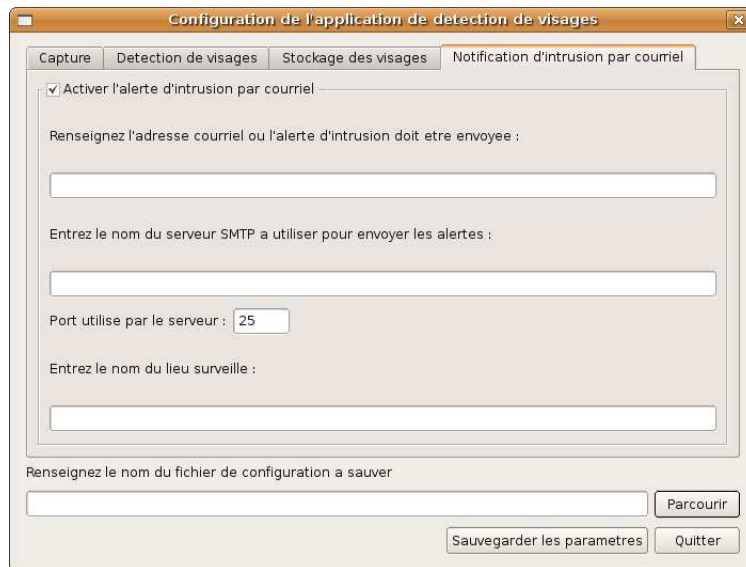 Configuration de l'application de detection de visages
Capture
Detection de visages
Stockage des visages
Notification d'intrusion par courriel
Activer l'alerte d'intrusion par courriel
Renseignez l'adresse courriel ou l'alerte d'intrusion doit etre envoyee :
Entrez le nom du serveur SMTP a utiliser pour envoyer les alertes :
Port utilise par le serveur : 25
Entrez le nom du lieu surveille :
Renseignez le nom du fichier de configuration a sauver
Parcourir
Sauvegarder les parametres
Quitter